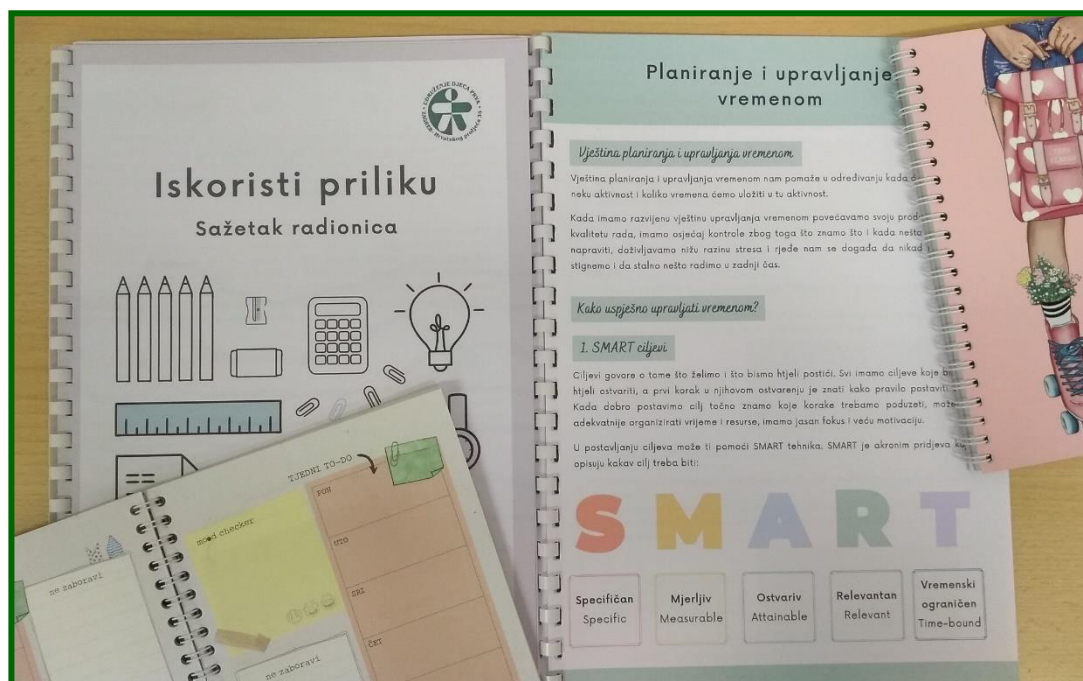 Iskoristi priliku
Sažetak radionica
Planiranje i upravljanje
vremenom
Vještina planiranja i upravljanja vremenom
Vještina planiranja i upravljanja vremenom nam pomaže u određivanju kada
neku aktivnost i koliko vremena ćemo uložiti u tu aktivnost.
Kada imamo razvijenu vještinu upravljanja vremenom povećavamo svoju
kvalitetu rada, imamo osjećaj kontrole zbog toga što znamo što i kada nešto
napraviti, doživljavamo nižu razinu stresa i rjeđe nam se događa da nikad
stignemo i da stalno nešto radimo u zadnji čas.
Kako uspješno upravljati vremenom?
1. SMART ciljevi
Ciljevi govore o tome što želimo i što bismo htjeli postići. Svi imamo ciljeve koje
htjeli ostvariti, a prvi korak u njihovom ostvarenju je znati kako pravilo postaviti
Kada dobro postavimo cilj točno znamo koje korake trebamo poduzeti,
adekvatnije organizirati vrijeme i resurse, imamo jasan fokus i veću motivaciju.
U postavljanju ciljeva može ti pomoći SMART tehnika. SMART je akronim pridjeva
opisuju kakav cilj treba biti:
SMART
Specifičan
Specific
Mjerljiv
Measurable
Ostvariv
Attainable
Relevantan
Relevant
Vremenski
ograničen
Time-bound
TJEDNI TO-DO
mood checker
PON
UTO
SRI
ČET
ne zaboravi
ne zaboravi